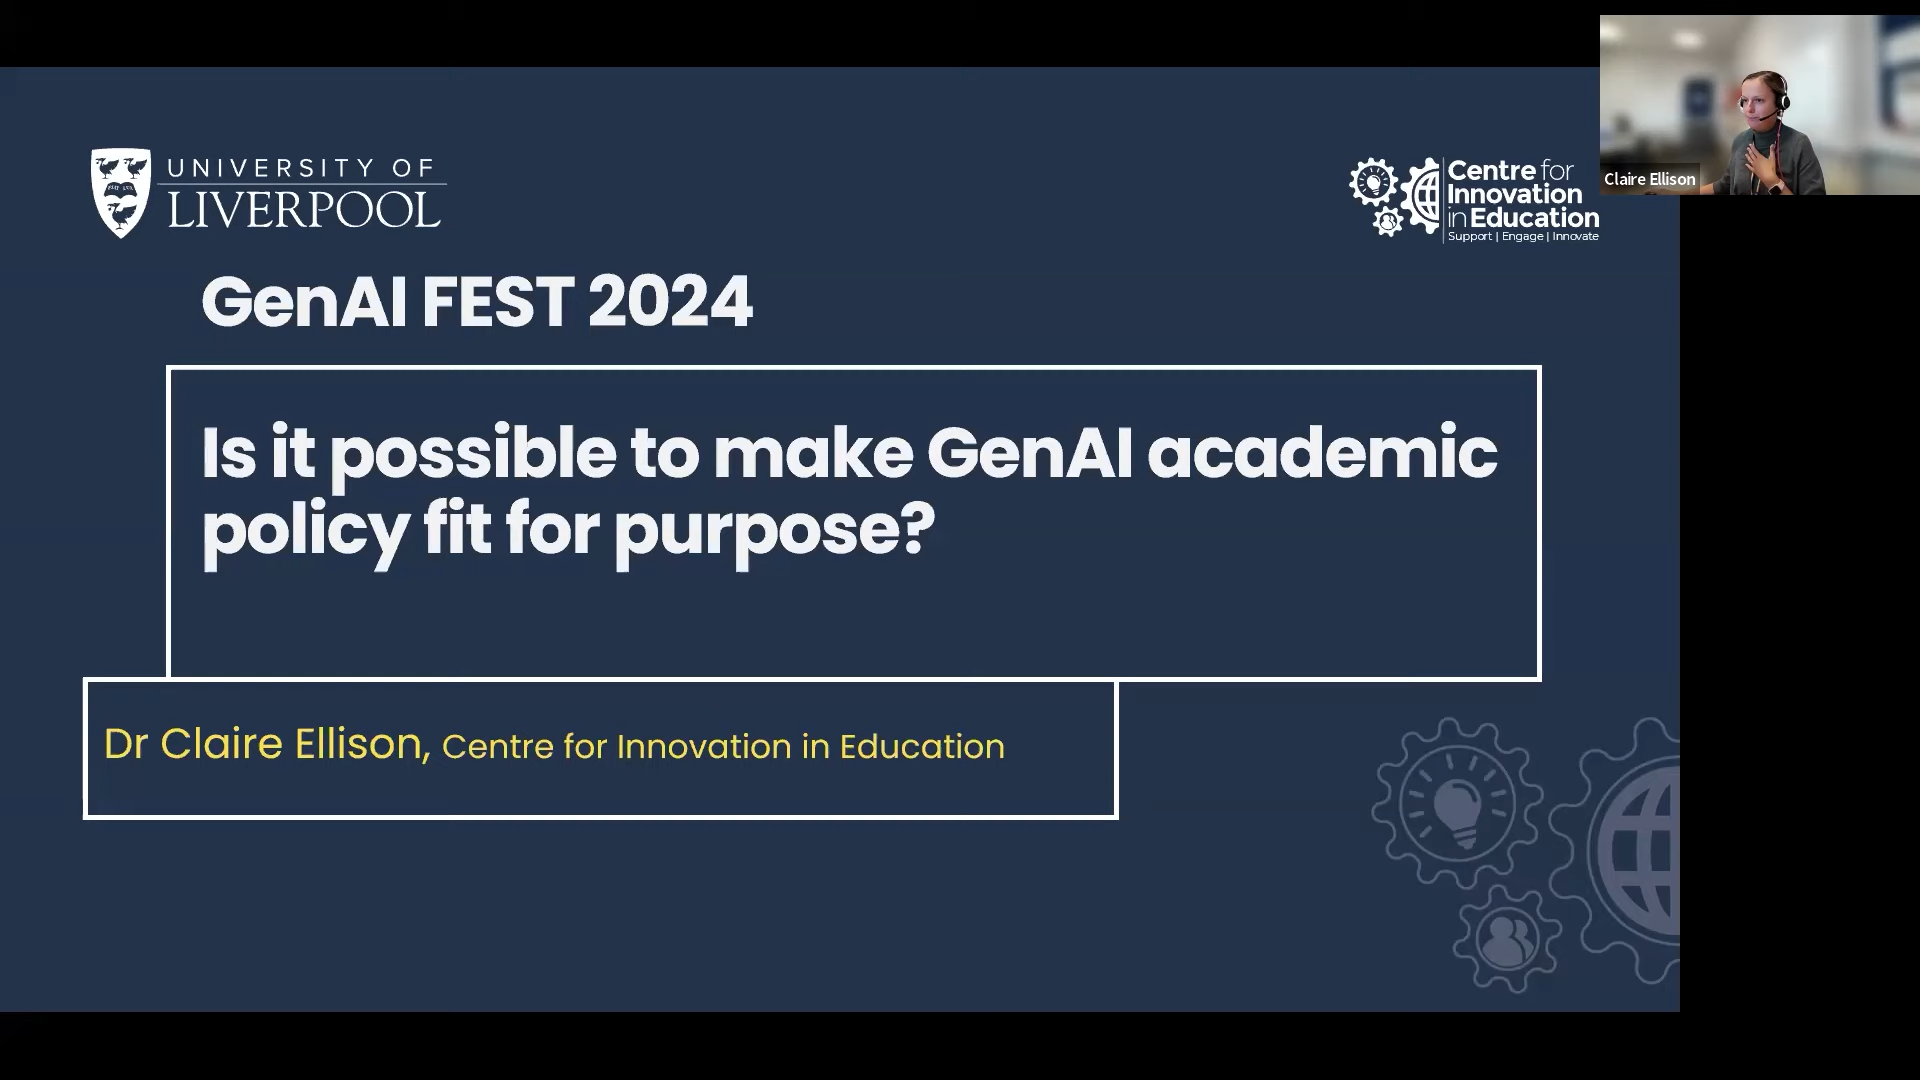 UNIVERSITY OF
LIVERPOOL
Centre for
Innovation
in Education
Support | Engage | Innovate
Claire Ellison
GenAI FEST 2024
Is it possible to make GenAI academic
policy fit for purpose?
Dr Claire Ellison, Centre for Innovation in Education